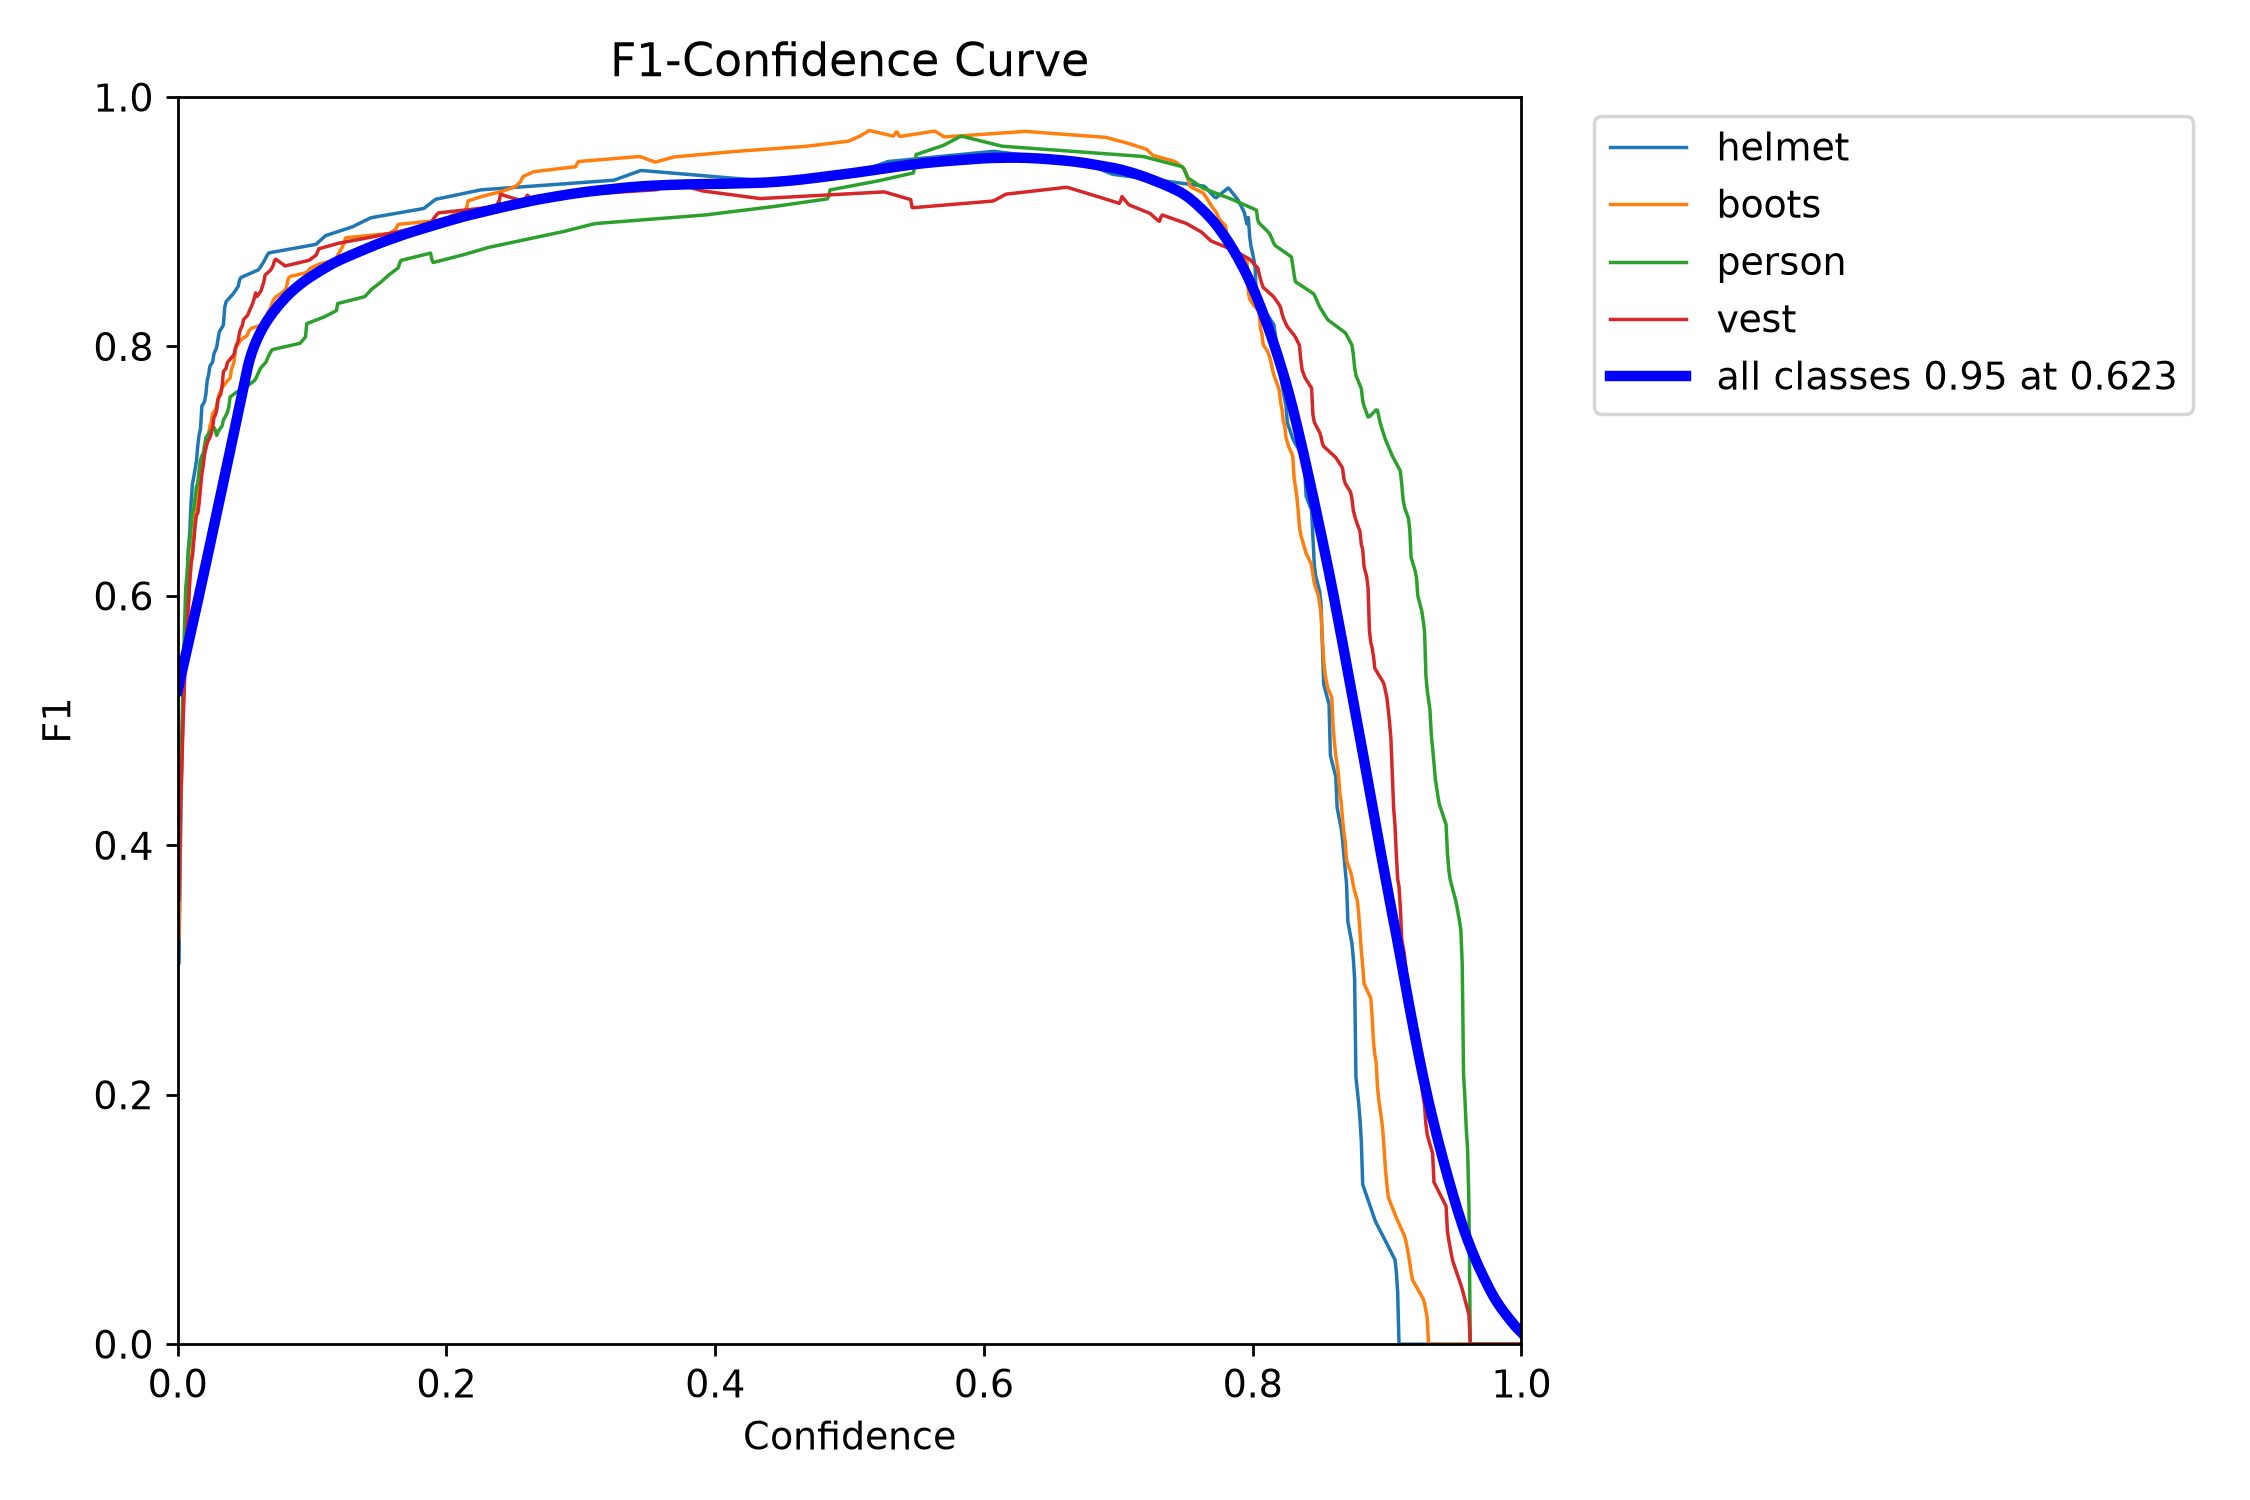 F1-Confidence Curve
1.0
0.8
0.6
0.4
0.2
0.0
F1
0.0 0.2 0.4 0.6 0.8 1.0
Confidence
helmet
boots
person
vest
all classes 0.95 at 0.623